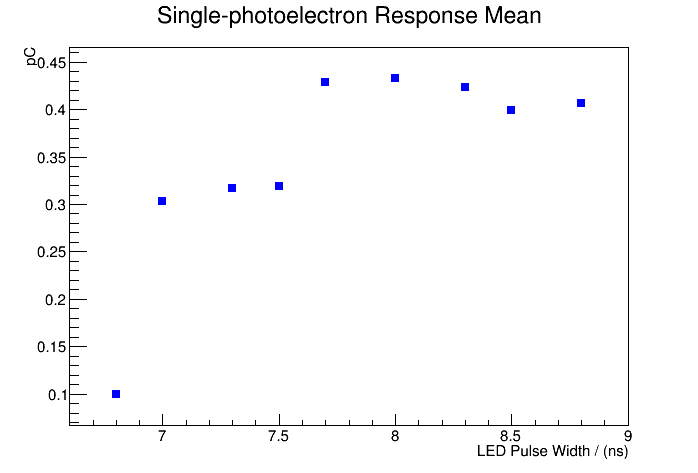 Single-photoelectron Response Mean
pC
0.45
0.4
0.35
0.3
0.25
0.2
0.15
0.1
7 7.5 8 8.5 9
LED Pulse Width / (ns)